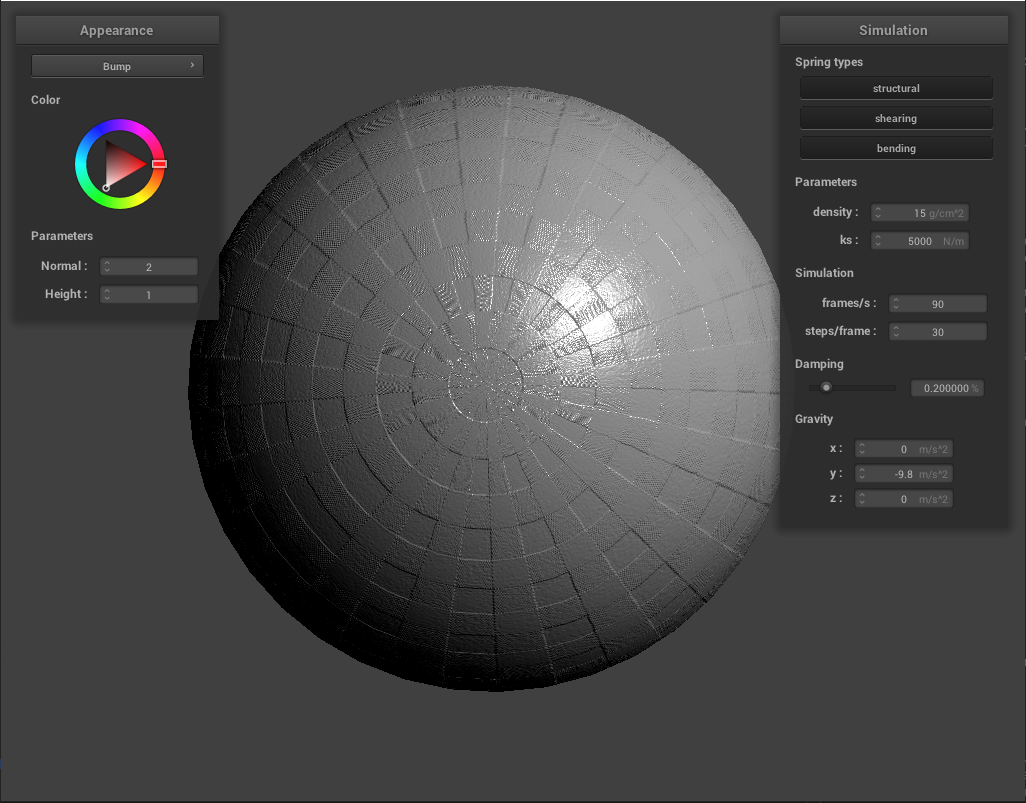 Appearance
Bump
Color
Parameters
Normal : 2
Height : 1
Simulation
Spring types
structural
shearing
bending
Parameters
density : 15 g/cm^2
ks : 5000 N/m
Simulation
frames/s : 90
steps/frame : 30
Damping
0.200000 %
Gravity
x : 0 m/s^2
y : -9.8 m/s^2
z : 0 m/s^2